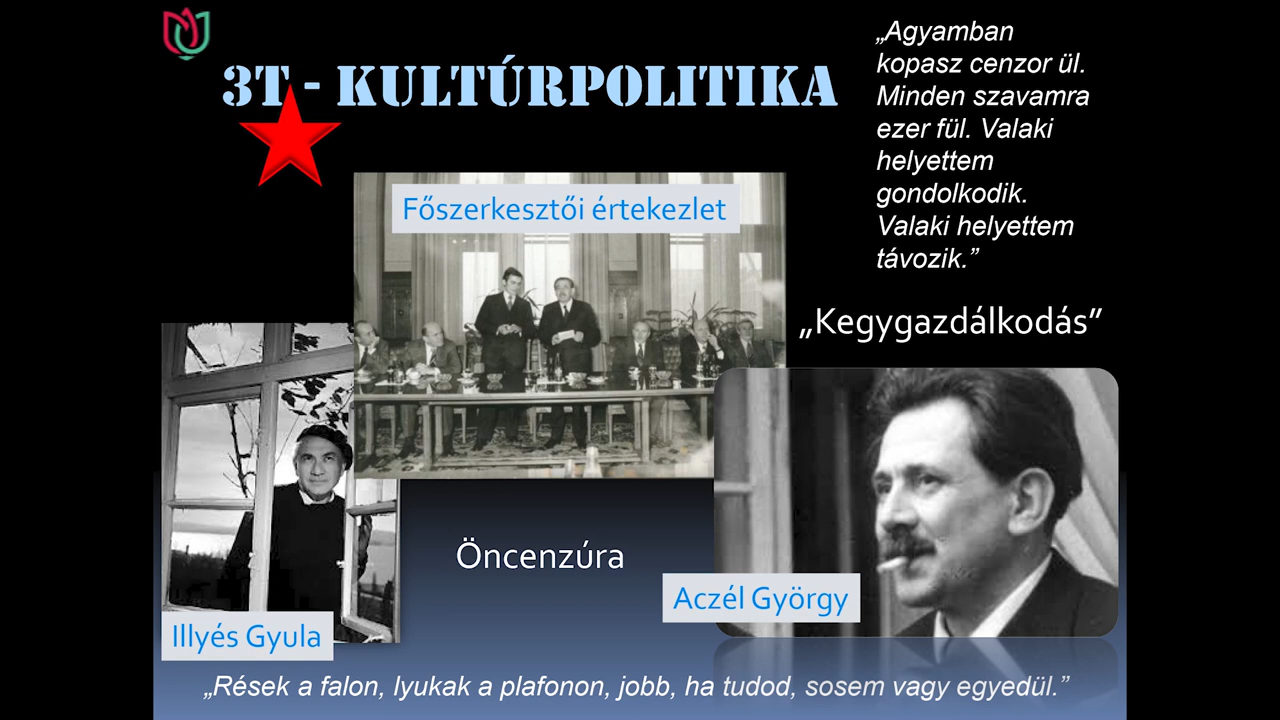 3T - KULTÚRPOLITIKA
„Agyamban
kopasz cenzor ül.
Minden szavamra
ezer fül. Valaki
helyettem
gondolkodik.
Valaki helyettem
távozik.”
Főszerkesztői értekezlet
„Kegygazdálkodás”
Öncenzúra
Aczél György
Illyés Gyula
„Rések a falon, lyukak a plafonon, jobb, ha tudod, sosem vagy egyedül.”